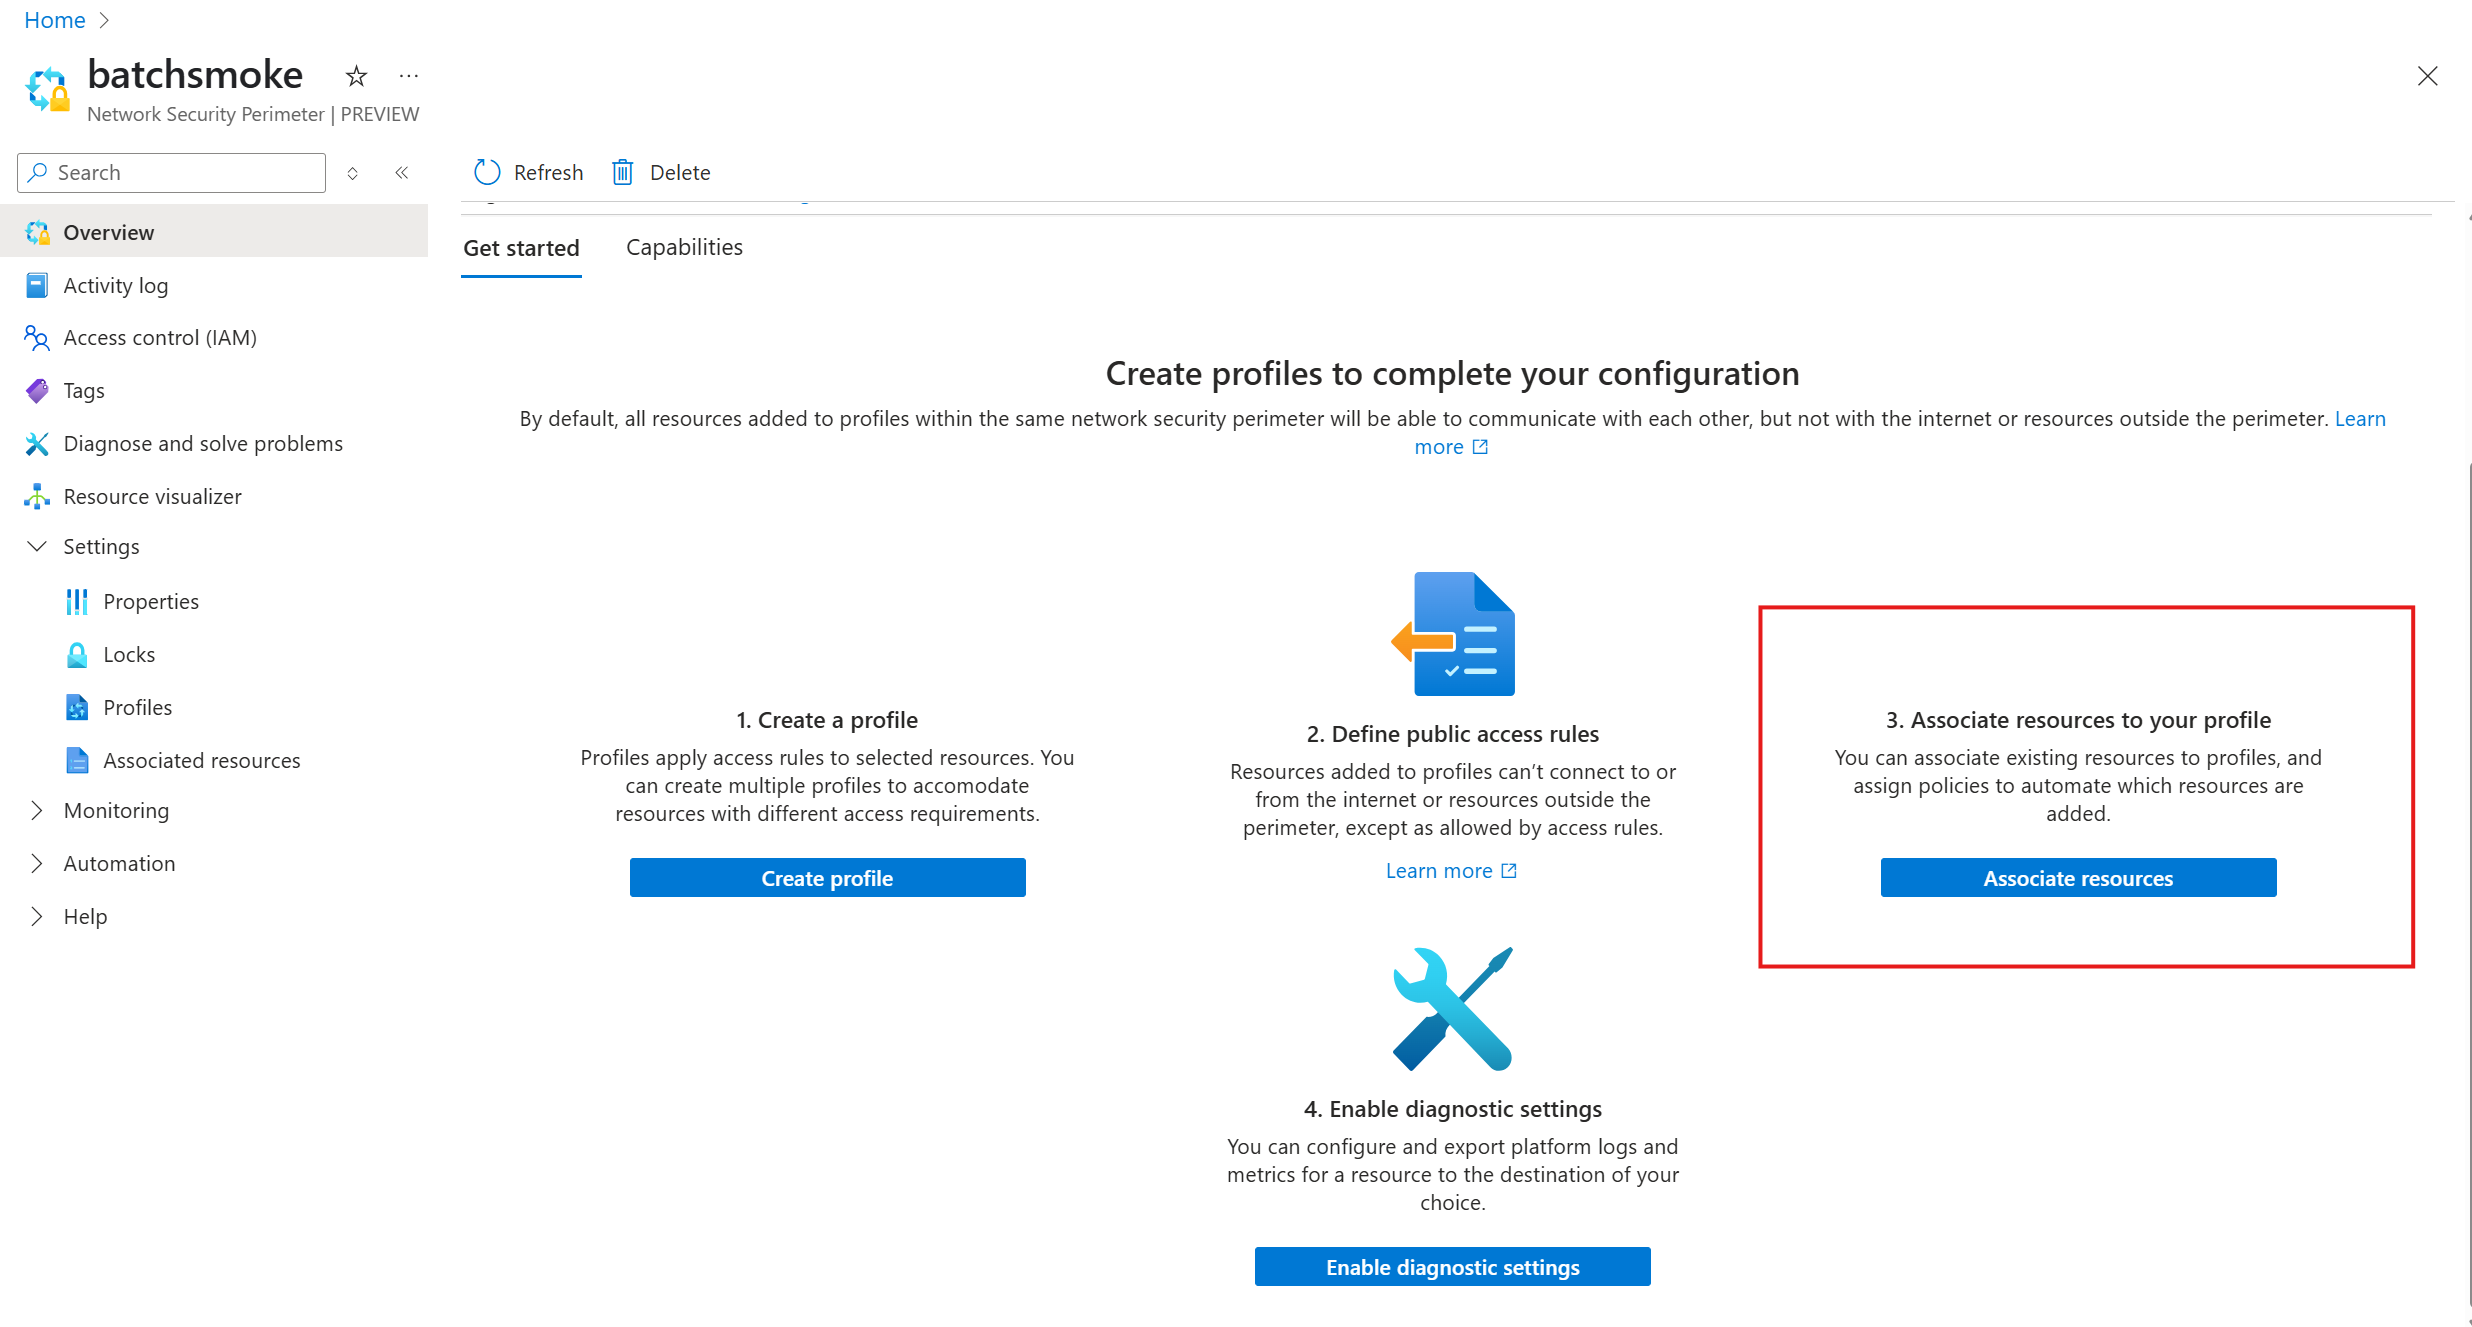 Home
batchsmoke
Network Security Perimeter | PREVIEW
Search
Refresh
Delete
Overview
Activity log
Access control (IAM)
Tags
Diagnose and solve problems
Resource visualizer
Settings
Properties
Locks
Profiles
Associated resources
Monitoring
Automation
Help
Get started
Capabilities
Create profiles to complete your configuration
By default, all resources added to profiles within the same network security perimeter will be able to communicate with each other, but not with the internet or resources outside the perimeter. Learn
more
1. Create a profile
Profiles apply access rules to selected resources. You
can create multiple profiles to accomodate
resources with different access requirements.
Create profile
2. Define public access rules
Resources added to profiles can’t connect to or
from the internet or resources outside the
perimeter, except as allowed by access rules.
Learn more
3. Associate resources to your profile
You can associate existing resources to profiles, and
assign policies to automate which resources are
added.
Associate resources
4. Enable diagnostic settings
You can configure and export platform logs and
metrics for a resource to the destination of your
choice.
Enable diagnostic settings